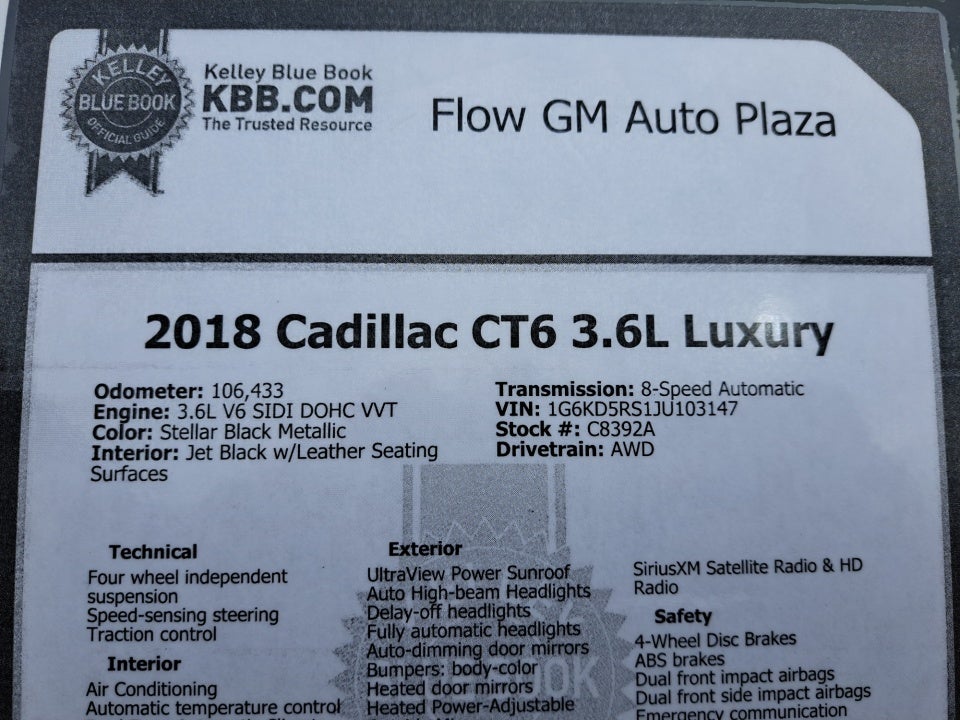 KELLEY
BLUE BOOK
OFFICIAL GUIDE
Kelley Blue Book
KBB.COM
The Trusted Resource
Flow GM Auto Plaza
2018 Cadillac CT6 3.6L Luxury
Odometer: 106,433
Engine: 3.6L V6 SIDI DOHC VVT
Color: Stellar Black Metallic
Interior: Jet Black w/Leather Seating
Surfaces
Transmission: 8-Speed Automatic
VIN: 1G6KD5RS1JU103147
Stock #: C8392A
Drivetrain: AWD
Technical
Four wheel independent
suspension
Speed-sensing steering
Traction control
Interior
Air Conditioning
Automatic temperature control
Exterior
UltraView Power Sunroof
Auto High-beam Headlights
Delay-off headlights
Fully automatic headlights
Auto-dimming door mirrors
Bumpers: body-color
Heated door mirrors
Heated Power-Adjustable
SiriusXM Satellite Radio & HD
Radio
Safety
4-Wheel Disc Brakes
ABS brakes
Dual front impact airbags
Dual front side impact airbags
Emergency communication